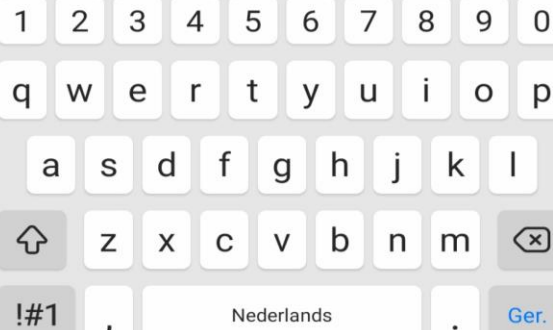 1 2 3 4 5 6 7 8 9 0
q w e r t y u i o p
a s d f g h j k l
z x c v b n m
!#1 , Nederlands . Ger.